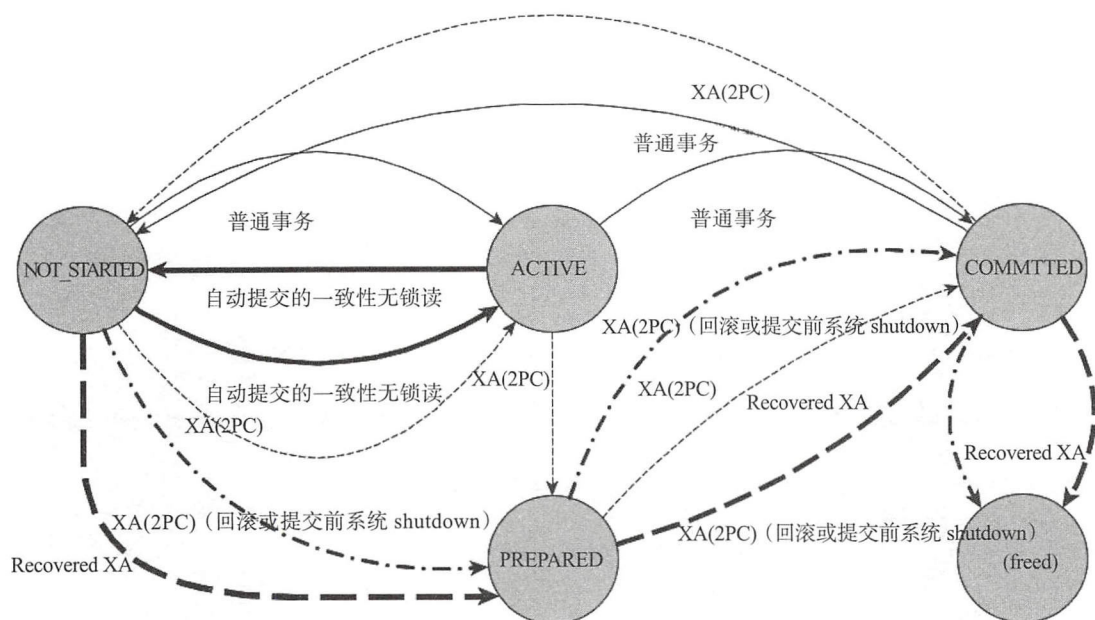 XA(2PC)
普通事务
普通事务
普通事务
NOT_STARTED
ACTIVE
COMMTTED
自动提交的一致性无锁读
XA(2PC)（回滚或提交前系统 shutdown）
XA(2PC)
XA(2PC)
自动提交的一致性无锁读
Recovered XA
XA(2PC)
Recovered XA
XA(2PC)（回滚或提交前系统 shutdown）
XA(2PC)（回滚或提交前系统 shutdown）
Recovered XA
PREPARED
(freed)